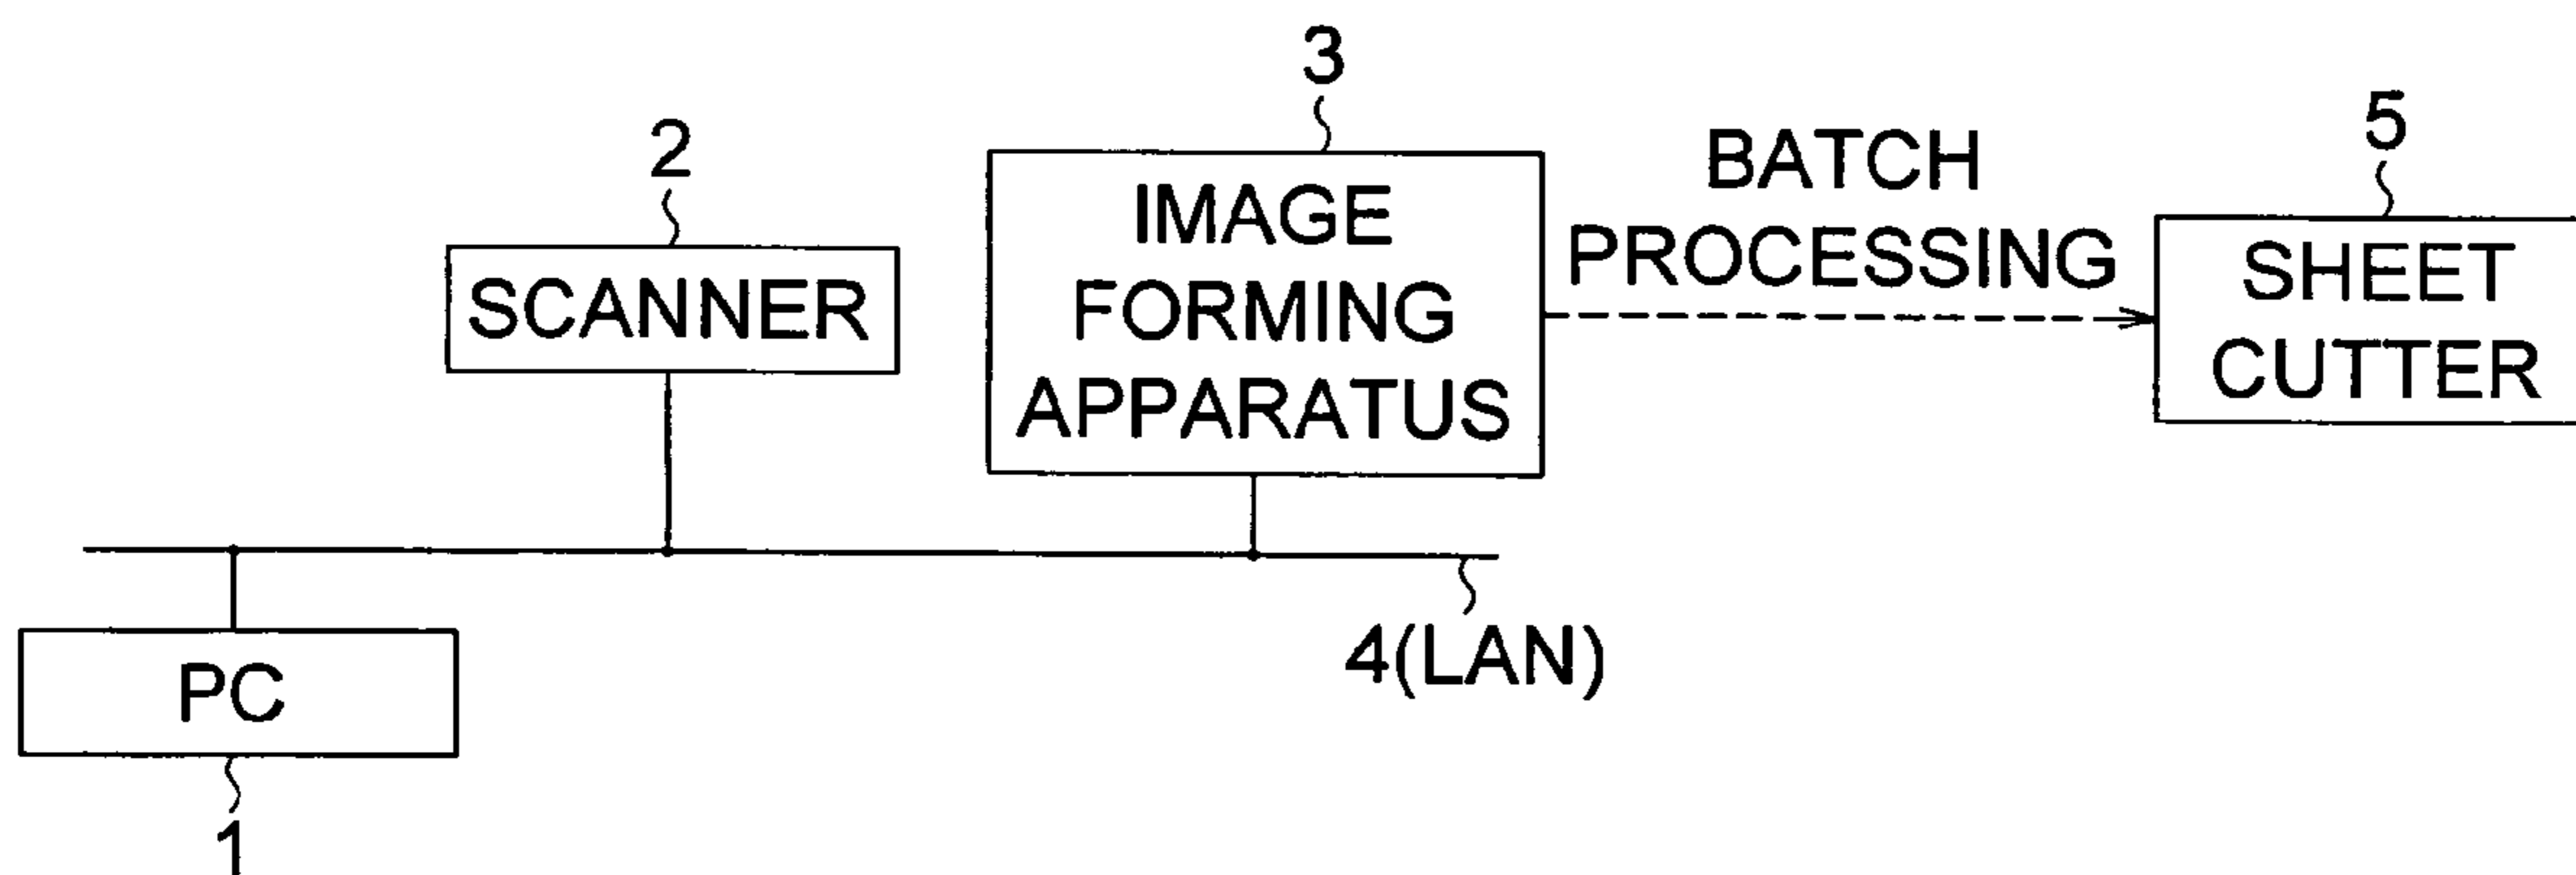 3
2
5
IMAGE
FORMING
APPARATUS
BATCH
PROCESSING
SCANNER
SHEET
CUTTER
4(LAN)
PC
1